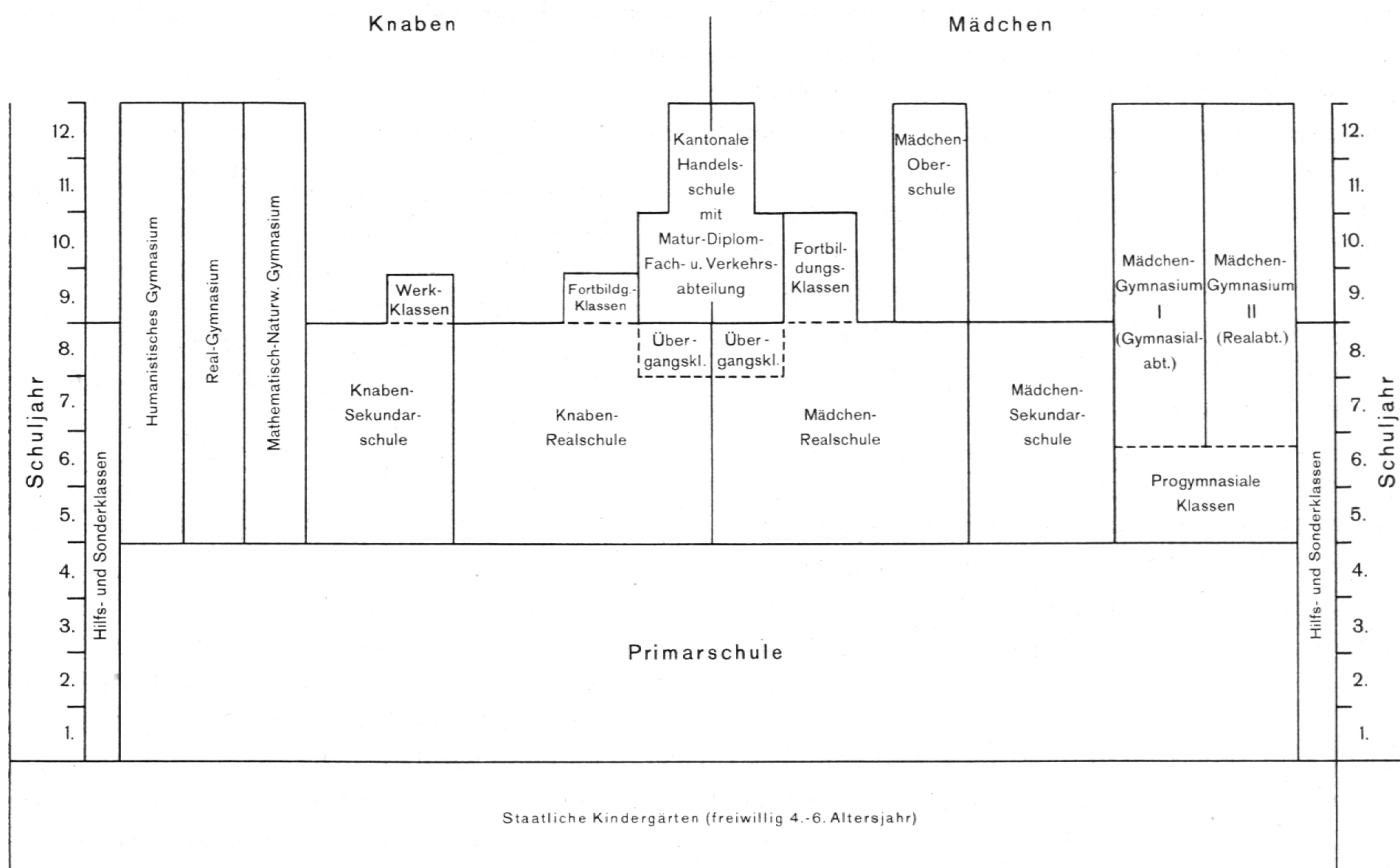 Knaben
Mädchen
Schuljahr
12.
11.
10.
9.
8.
7.
6.
5.
4.
3.
2.
1.
Hilfs- und Sonderklassen
Humanistisches Gymnasium
Real-Gymnasium
Mathematisch-Naturw. Gymnasium
Werk-
Klassen
Knaben-
Sekundar-
schule
Fortbildg.-
Klassen
Knaben-
Realschule
Kantonale
Handels-
schule
mit
Matur-Diplom-
Fach- u. Verkehrs-
abteilung
Über-
gangskl.
Über-
gangskl.
Fortbil-
dungs-
Klassen
Mädchen-
Realschule
Mädchen-
Ober-
schule
Mädchen-
Sekundar-
schule
Mädchen-
Gymnasium
I
(Gymnasial-
abt.)
Mädchen-
Gymnasium
II
(Realabt.)
Progymnasiale
Klassen
Hilfs- und Sonderklassen
12.
11.
10.
9.
8.
7.
6.
5.
4.
3.
2.
1.
Schuljahr
Primarschule
Staatliche Kindergärten (freiwillig 4.-6. Altersjahr)